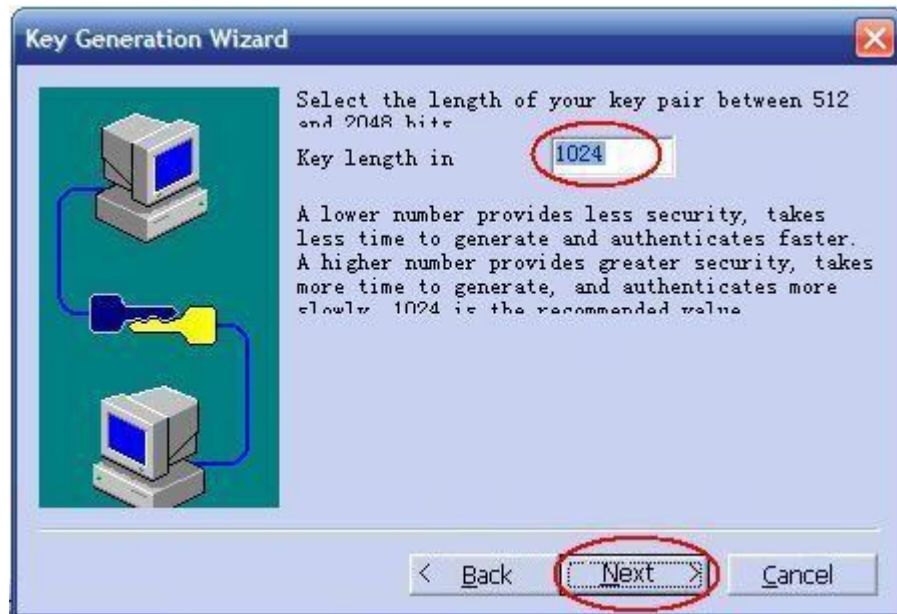 Key Generation Wizard
Select the length of your key pair between 512
and 2048 bits
Key length in
1024
A lower number provides less security, takes
less time to generate and authenticates faster.
A higher number provides greater security, takes
more time to generate, and authenticates more
slowly. 1024 is the recommended value
< Back
Next >
Cancel